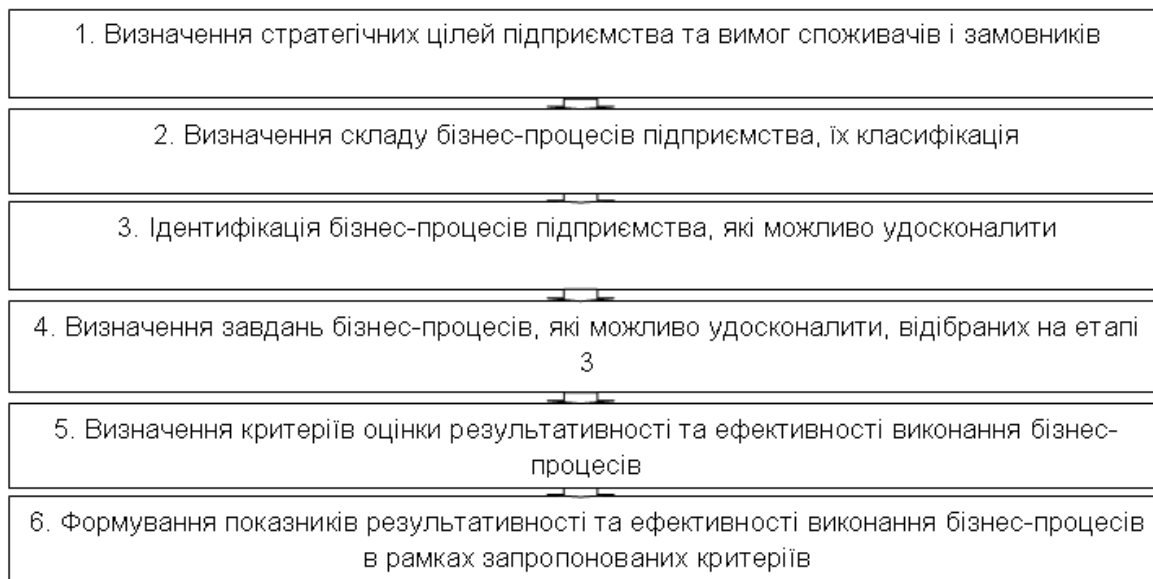 1. Визначення стратегічних цілей підприємства та вимог споживачів і замовників
2. Визначення складу бізнес-процесів підприємства, їх класифікація
3. Ідентифікація бізнес-процесів підприємства, які можливо удосконалити
4. Визначення завдань бізнес-процесів, які можливо удосконалити, відібраних на етапі
3
5. Визначення критеріїв оцінки результативності та ефективності виконання бізнес-
процесів
6. Формування показників результативності та ефективності виконання бізнес-процесів
в рамках запропонованих критеріїв